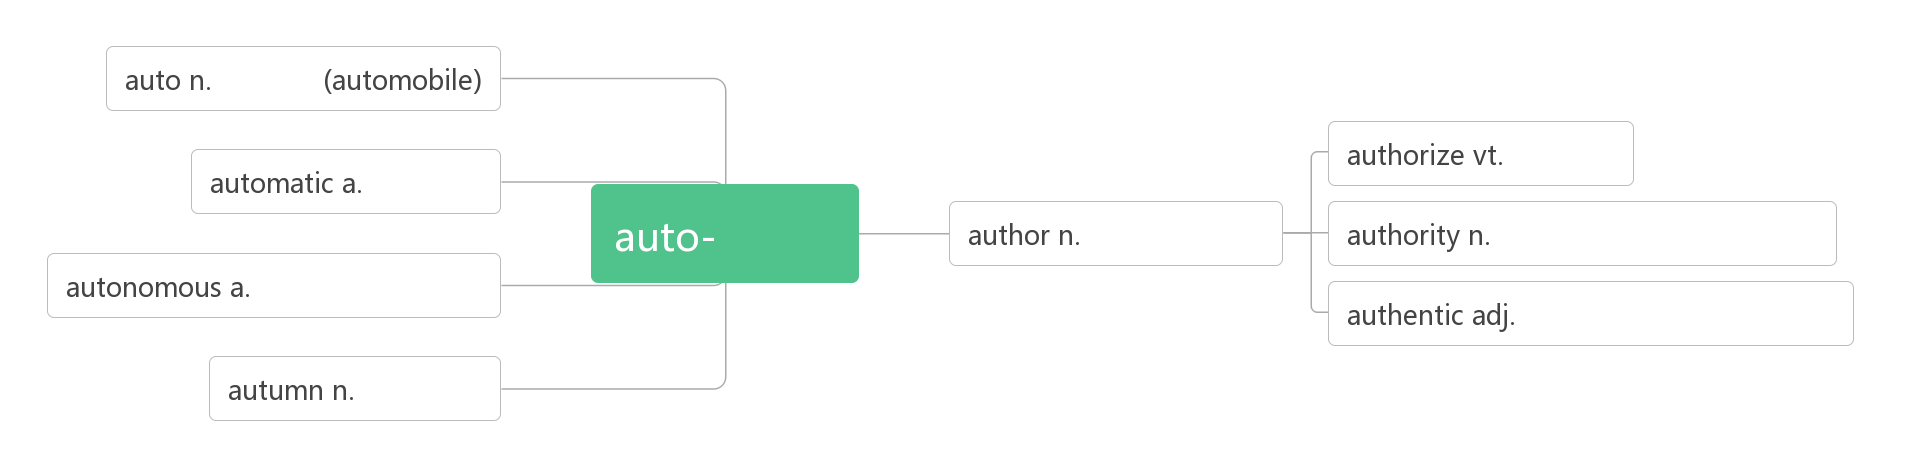 auto n. (automobile)
automatic a.
autonomous a.
autumn n.
auto-
author n.
authorize vt.
authority n.
authentic adj.